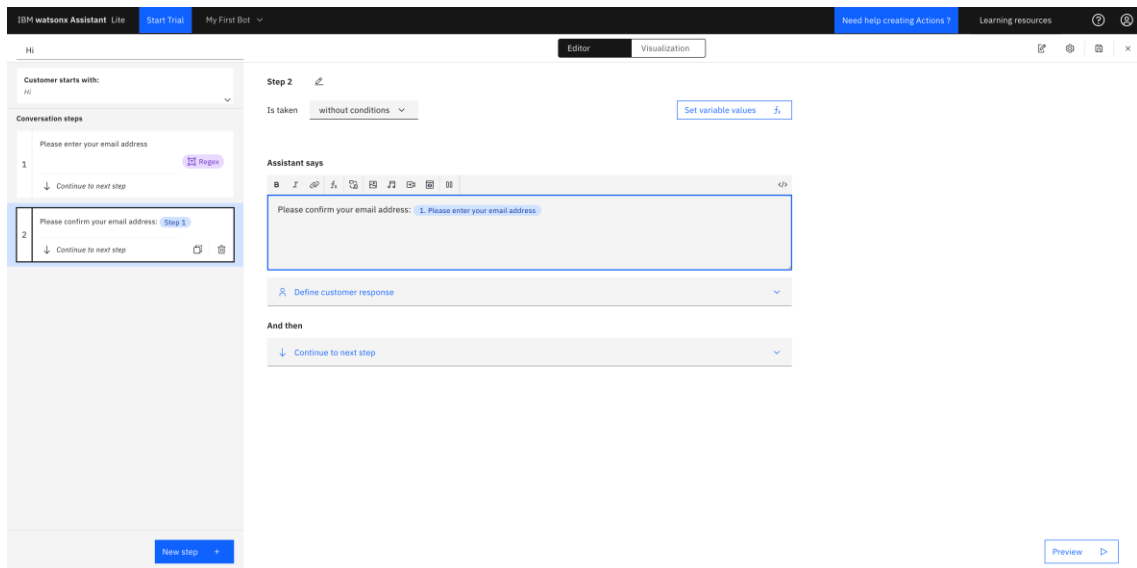 IBM watsonx Assistant Lite Start Trial My First Bot Need help creating Actions ? Learning resources
Hi Editor Visualization
Customer starts with:
Hi
Conversation steps
1
Please enter your email address
Regex
Continue to next step
2
Please confirm your email address: Step 1
Continue to next step
New step +
Step 2
Is taken without conditions Set variable values fx
Assistant says
B I fx </>
Please confirm your email address: 1. Please enter your email address
Define customer response
And then
Continue to next step
Preview